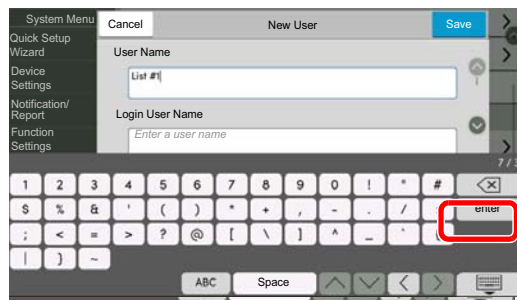 System Menu
Cancel
New User
Save
Quick Setup
Wizard
Device
Settings
Notification/
Report
Function
Settings
User Name
List #1
Login User Name
Enter a user name
7 / 3
1 2 3 4 5 6 7 8 9 0 ! " #
$ % & ' ( ) * + , - . /
enter
; < = > ? @ [ \ ] ^ _ `
| } ~
ABC
Space